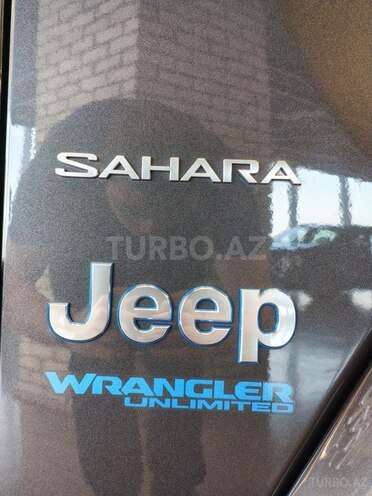 SAHARA
TURBO.AZ
Jeep
WRANGLER
UNLIMITED
TURBO.AZ